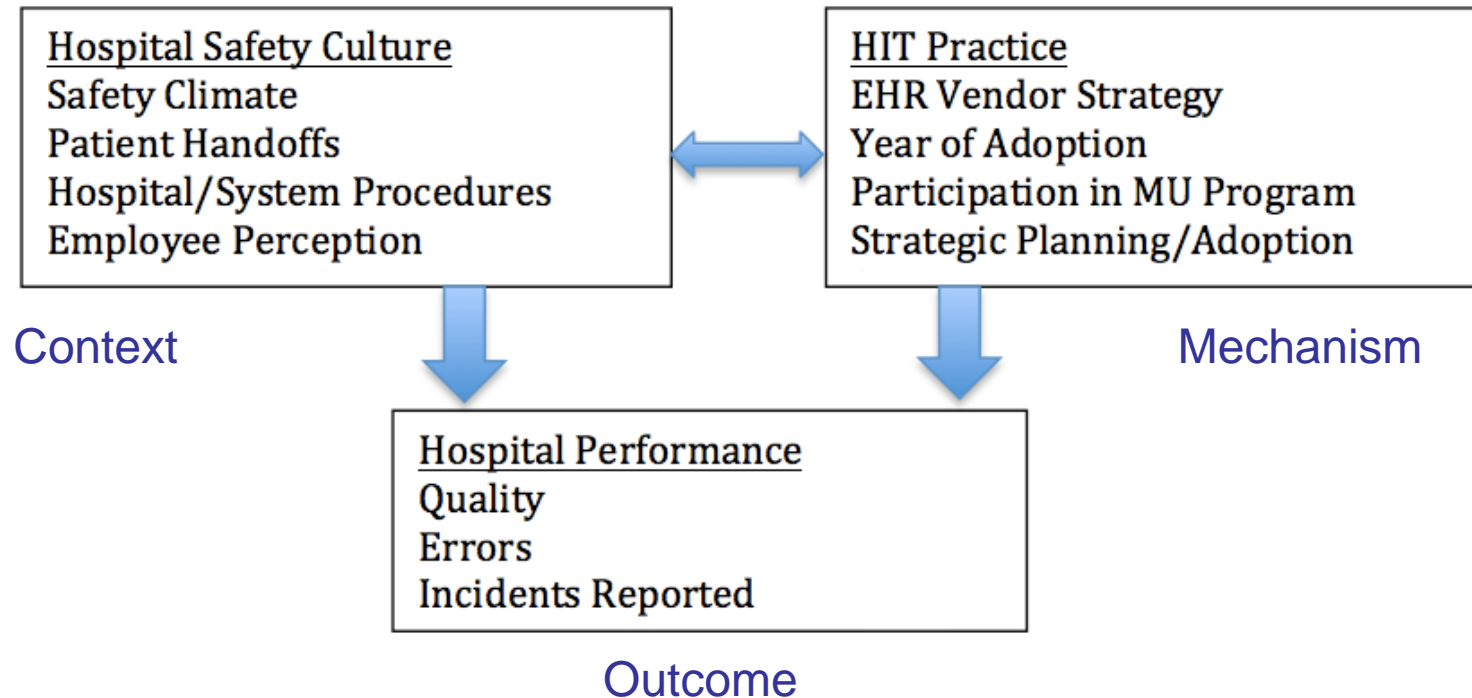 Hospital Safety Culture
Safety Climate
Patient Handoffs
Hospital/System Procedures
Employee Perception
HIT Practice
EHR Vendor Strategy
Year of Adoption
Participation in MU Program
Strategic Planning/Adoption
Context
Mechanism
Hospital Performance
Quality
Errors
Incidents Reported
Outcome